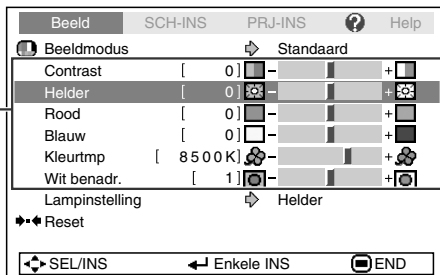 Beeld SCH-INS PRJ-INS ? Help
Beeldmodus Standaard
Contrast [ 0] - +
Helder [ 0] - +
Rood [ 0] - +
Blauw [ 0] - +
Kleurtmp [ 8500K] - +
Wit benadr. [ 1] - +
Lampinstelling Helder
Reset
SEL/INS Enkele INS END